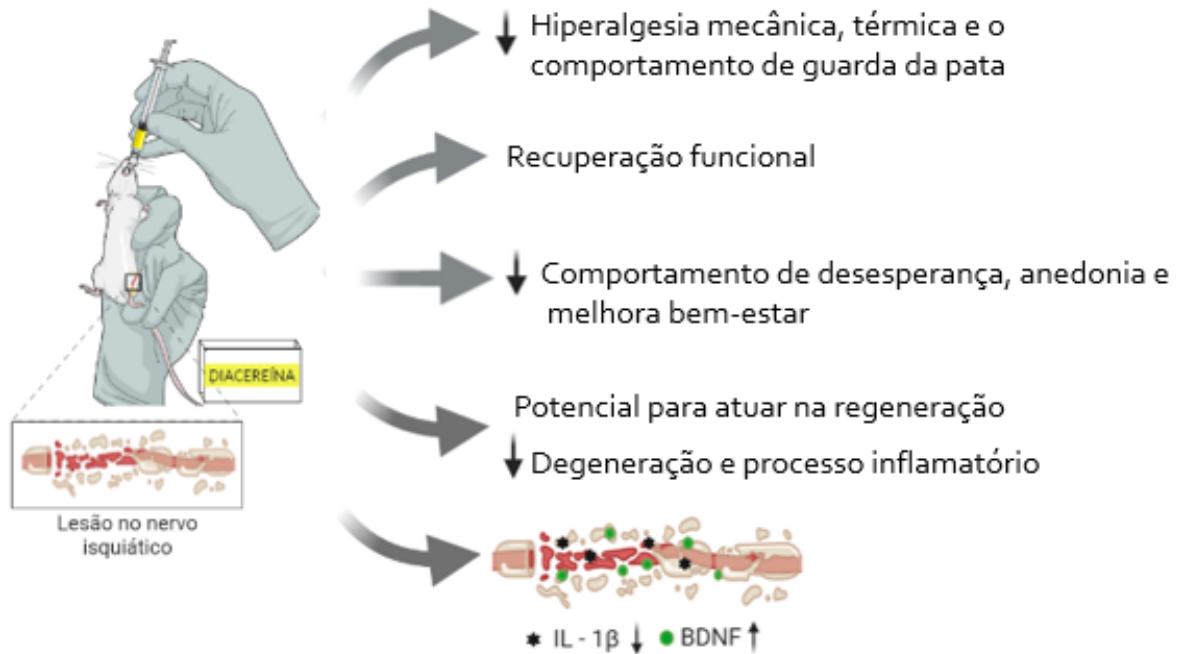 ↓ Hiperalgesia mecânica, térmica e o
comportamento de guarda da pata
Recuperação funcional
↓ Comportamento de desesperança, anedonia e
melhora bem-estar
DIACEREÍNA
Potencial para atuar na regeneração
↓ Degeneração e processo inflamatório
Lesão no nervo
isquiático
IL - 1β ↓ BDNF ↑